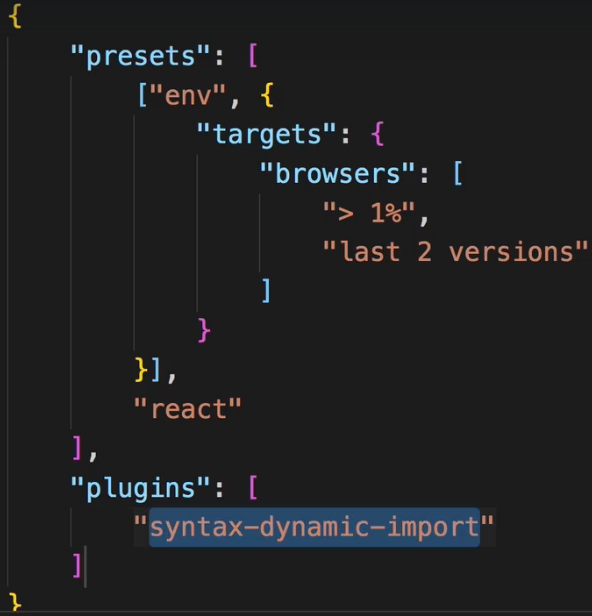 {
"presets": [
["env", {
"targets": {
"browsers": [
"> 1%",
"last 2 versions"
]
}
}],
"react"
],
"plugins": [
"syntax-dynamic-import"
]
}